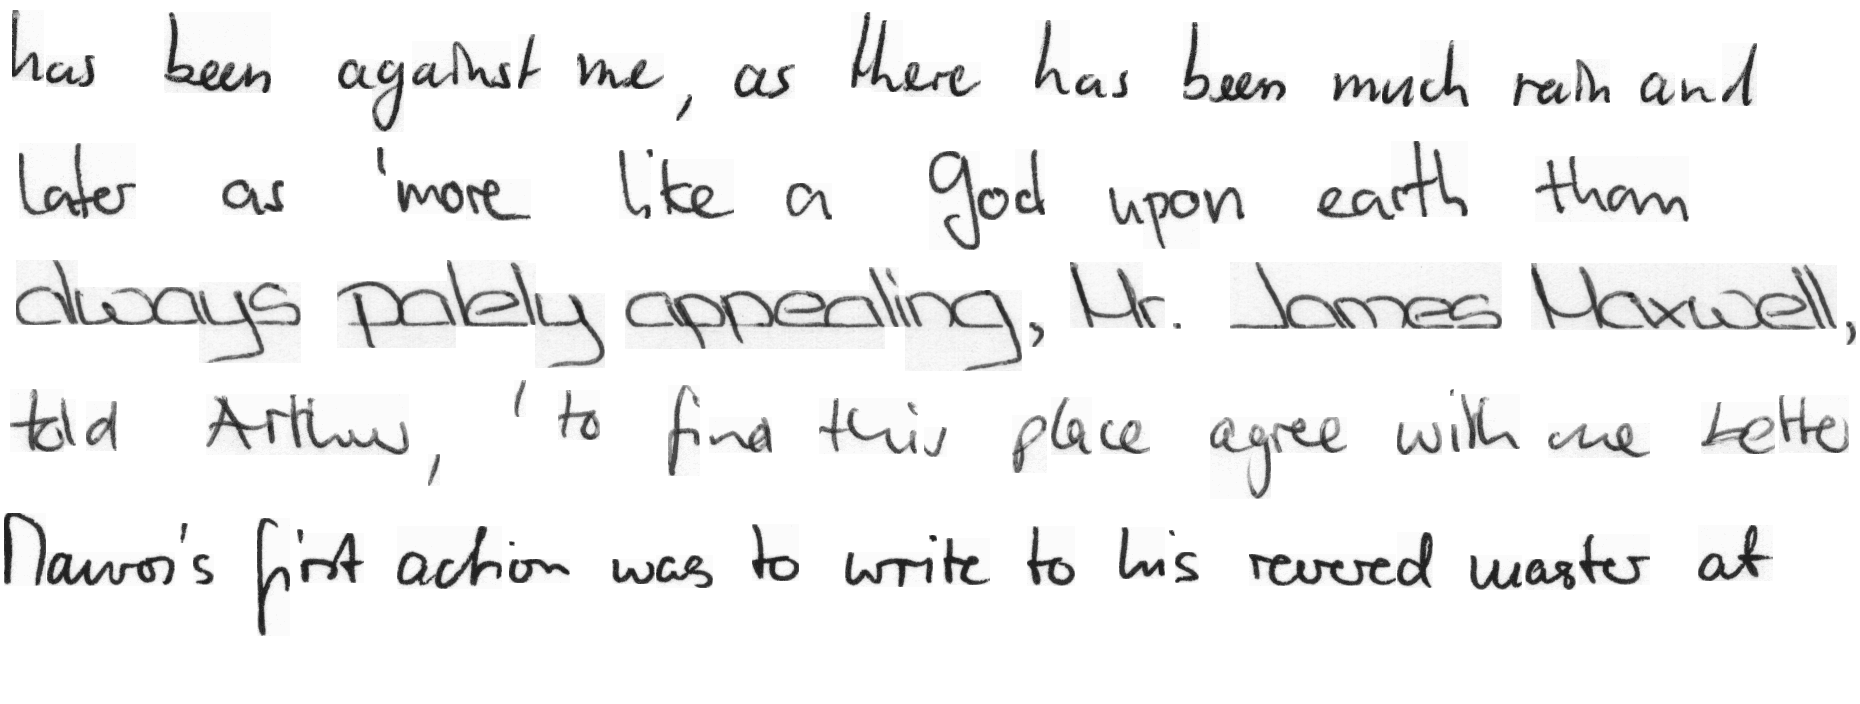 has been against me, as there has been much rain and
later as 'more like a god upon earth than
always palely appealing, Mr. James Maxwell,
told Arthur, 'to find this place agree with me better
first action was to write to his revered master at